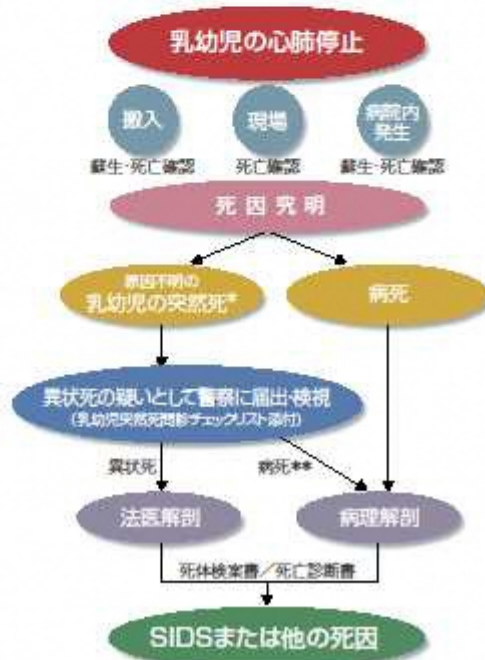 乳幼児の心肺停止
搬入
現場
病院内
発生
蘇生・死亡確認
死亡確認
蘇生・死亡確認
死因究明
原因不明の
乳幼児の突然死*
病死
異状死の疑いとして警察に届出・検視
(乳幼児突然死問診チェックリスト添付)
異状死
病死**
法医解剖
病理解剖
死体検案書／死亡診断書
SIDSまたは他の死因